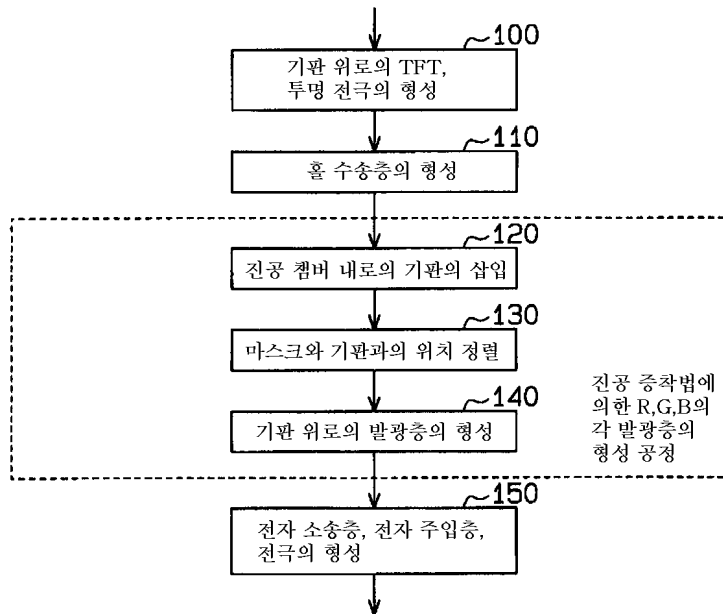 100
기판 위로의 TFT,
투명 전극의 형성
110
홀 수송층의 형성
120
진공 쳄버 내로의 기판의 삽입
130
마스크와 기판과의 위치 정렬
140
기판 위로의 발광층의 형성
진공 증착법에
의한 R,G,B의
각 발광층의
형성 공정
150
전자 소송층, 전자 주입층,
전극의 형성